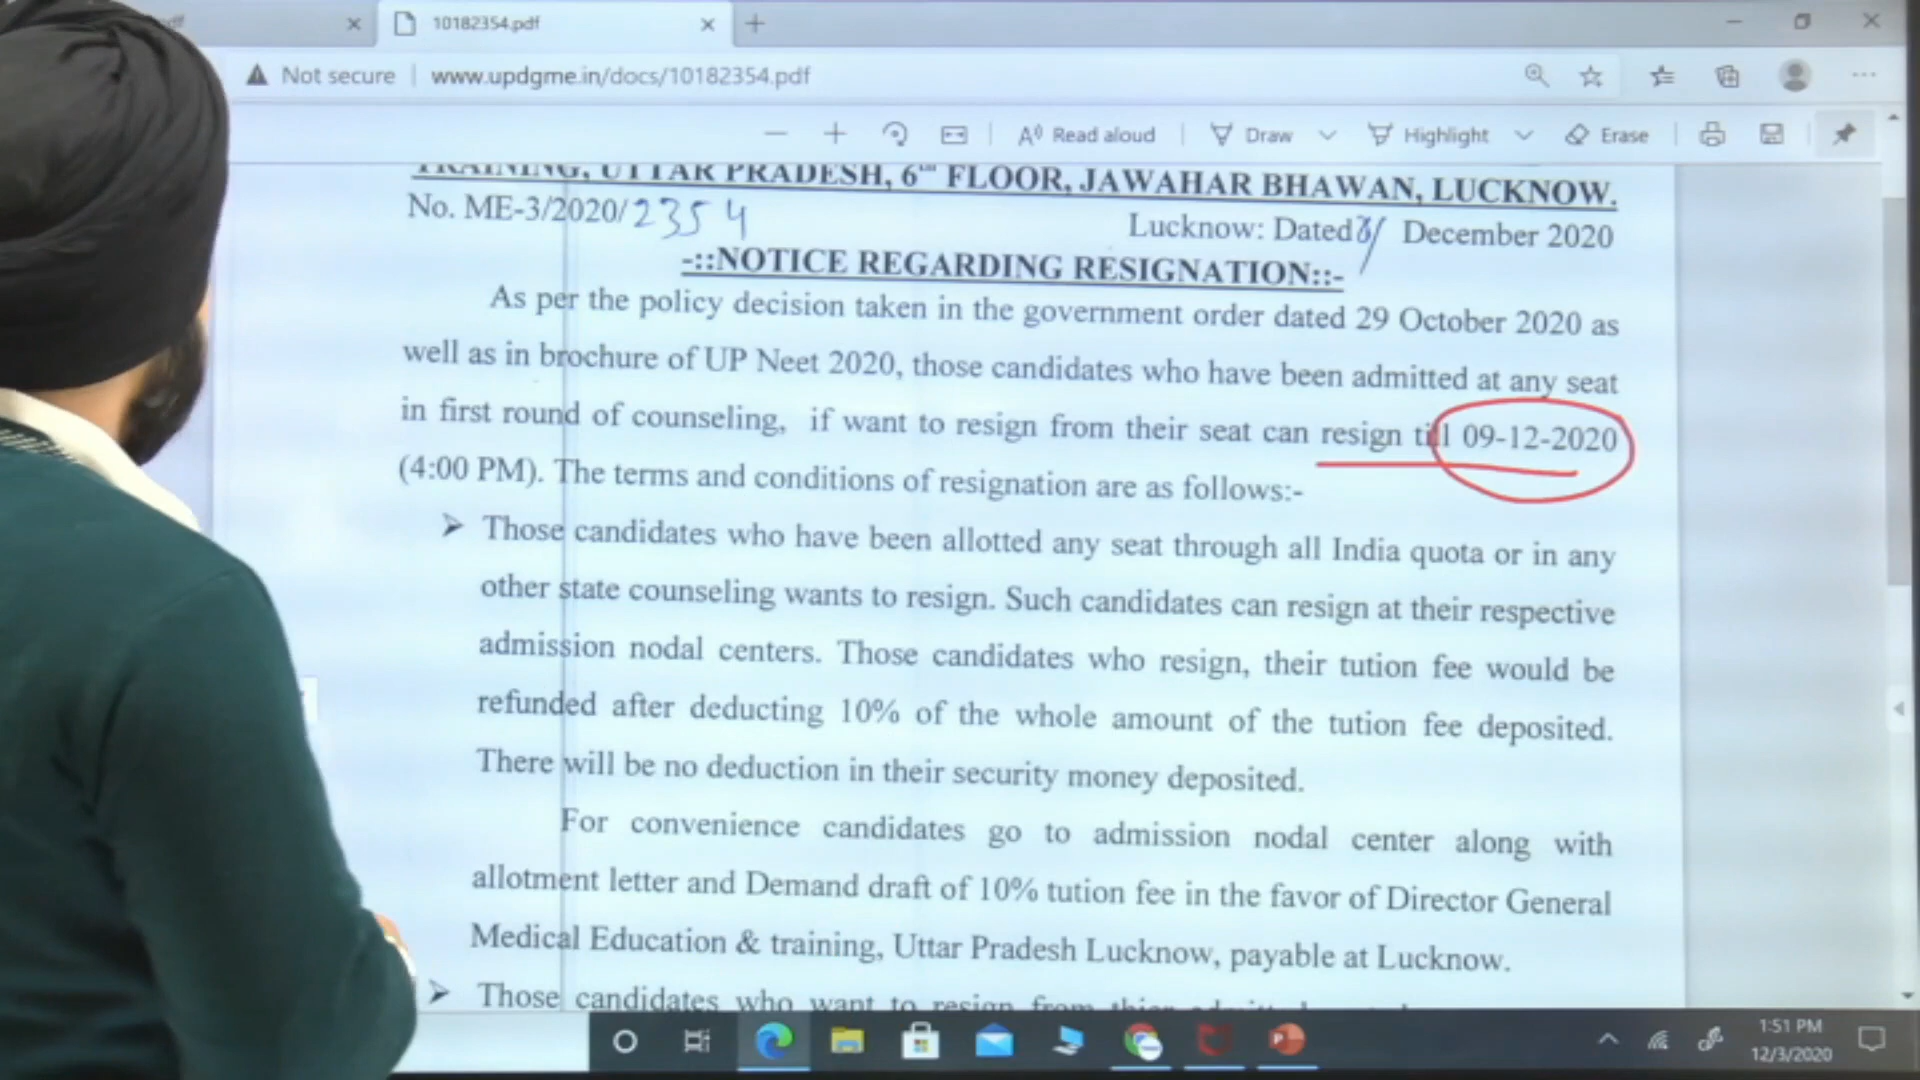 10182354.pdf
Not secure www.updgme.in/docs/10182354.pdf
Read aloud Draw Highlight Erase
TRAINING, UTTAR PRADESH, 6TH FLOOR, JAWAHAR BHAWAN, LUCKNOW.
No. ME-3/2020/2354 Lucknow: Dated December 2020
-::NOTICE REGARDING RESIGNATION::-
As per the policy decision taken in the government order dated 29 October 2020 as
well as in brochure of UP Neet 2020, those candidates who have been admitted at any seat
in first round of counseling, if want to resign from their seat can resign till 09-12-2020
(4:00 PM). The terms and conditions of resignation are as follows:-
➤ Those candidates who have been allotted any seat through all India quota or in any
other state counseling wants to resign. Such candidates can resign at their respective
admission nodal centers. Those candidates who resign, their tution fee would be
refunded after deducting 10% of the whole amount of the tution fee deposited.
There will be no deduction in their security money deposited.
For convenience candidates go to admission nodal center along with
allotment letter and Demand draft of 10% tution fee in the favor of Director General
Medical Education & training, Uttar Pradesh Lucknow, payable at Lucknow.
➤ Those candidates who want to resign from
1:51 PM
12/3/2020